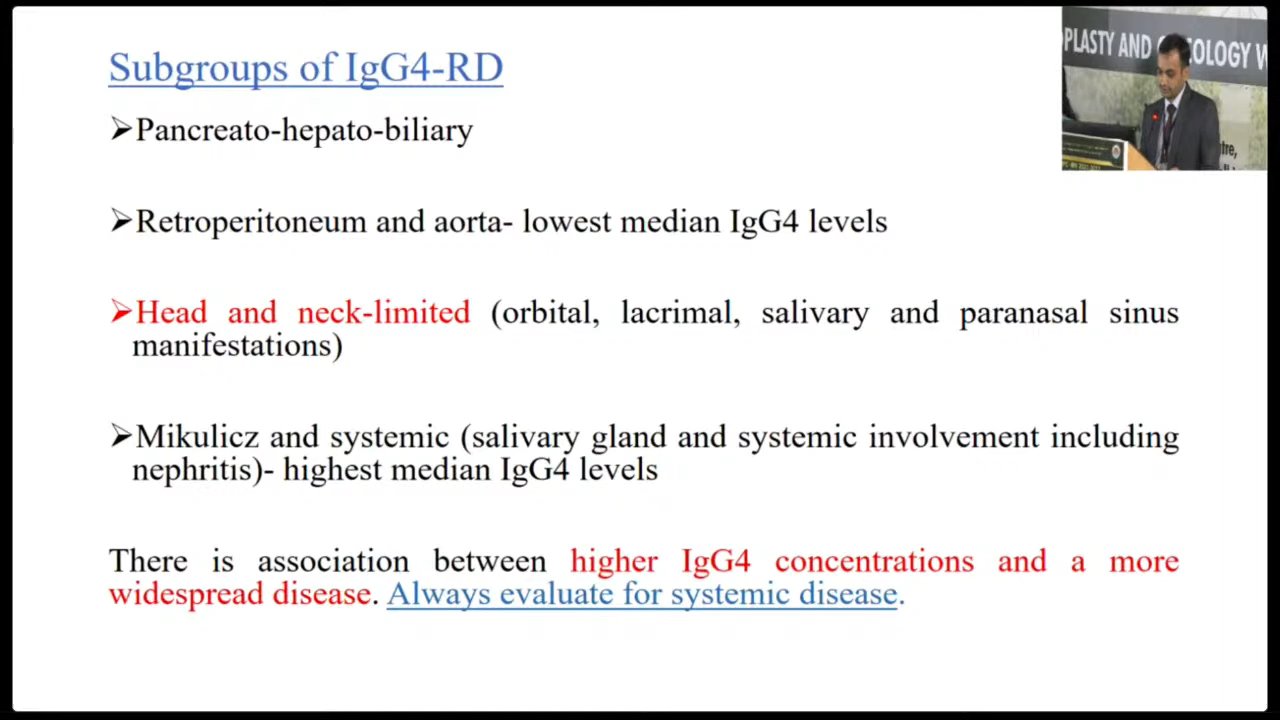 Subgroups of IgG4-RD
➢Pancreato-hepato-biliary
➢Retroperitoneum and aorta- lowest median IgG4 levels
➢Head and neck-limited (orbital, lacrimal, salivary and paranasal sinus
manifestations)
➢Mikulicz and systemic (salivary gland and systemic involvement including
nephritis)- highest median IgG4 levels
There is association between higher IgG4 concentrations and a more
widespread disease. Always evaluate for systemic disease.
PLASTY AND